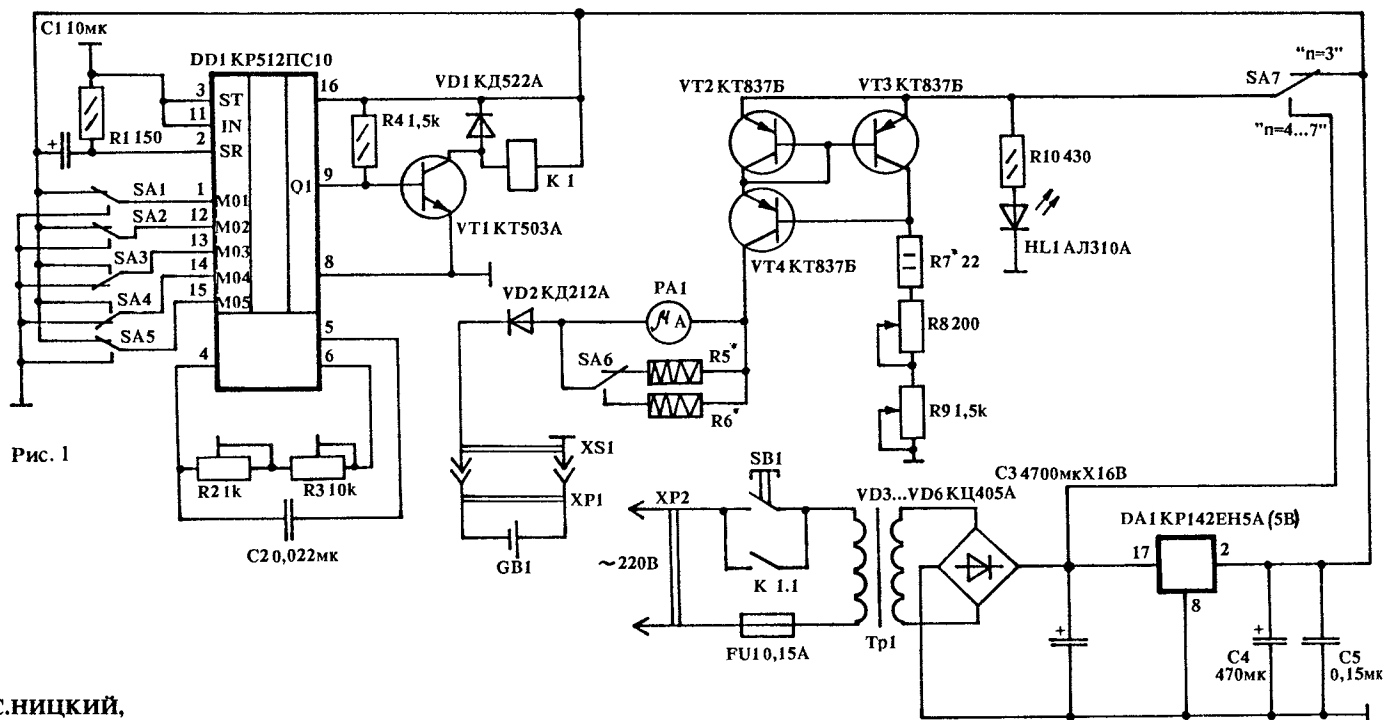 С1 10мк
DD1 КР512ПС10
3
ST
11
IN
2
SR
R1 150
16
Q1
9
8
5
6
4
SA1
1
M01
SA2
12
M02
13
M03
SA3
14
M04
SA4
15
M05
SA5
R4 1,5k
VD1 КД522А
K 1
VT1 КТ503А
R2 1k
R3 10k
C2 0,022мк
Рис. 1
VT2 КТ837Б
VT3 КТ837Б
VT4 КТ837Б
VD2 КД212А
PA1
μA
SA6
R5*
R6*
R7* 22
R8 200
R9 1,5k
R10 430
HL1 АЛ310А
SA7
"n=3"
"n=4...7"
XS1
XP1
GB1
XP2
~220В
SB1
K 1.1
FU1 0,15А
Тр1
VD3...VD6 КЦ405А
C3 4700мкХ16В
DA1 КР142ЕН5А (5В)
17
2
8
+
C4
470мк
C5
0,15мк
С.НИЦКИЙ,